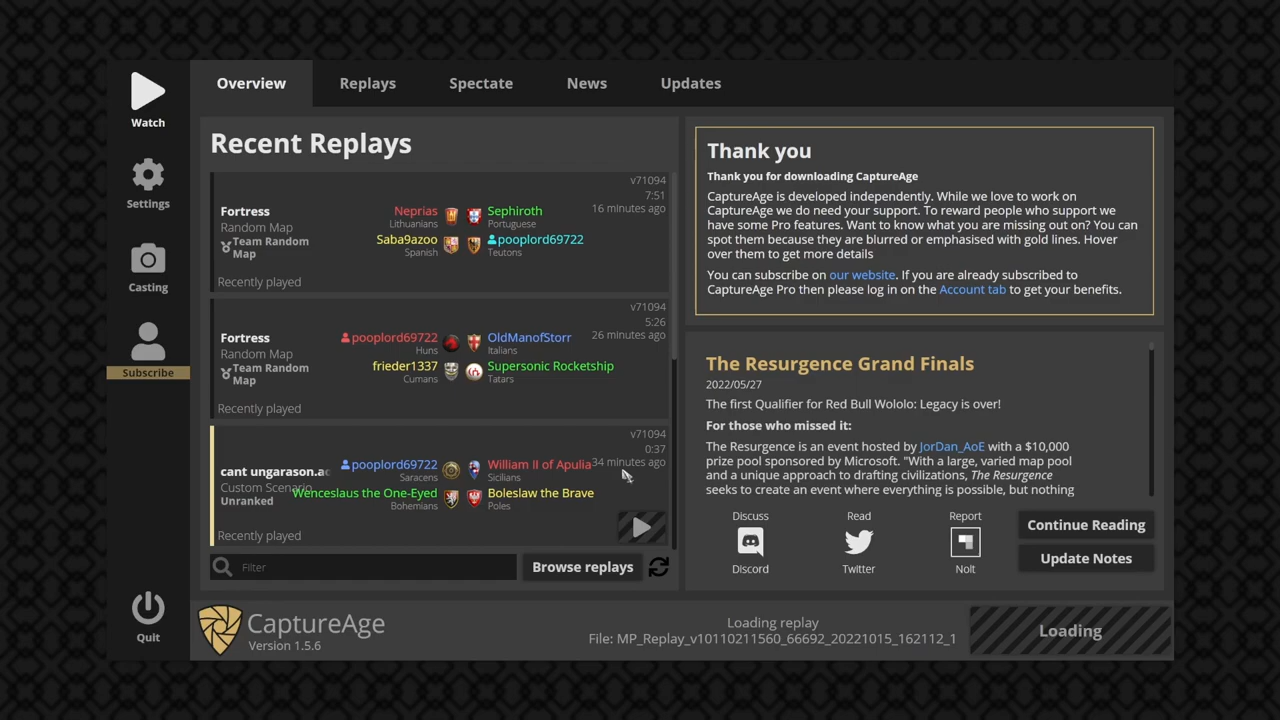 Watch
Settings
Casting
Subscribe
Quit
Overview
Replays
Spectate
News
Updates
Recent Replays
v71094
7:51
16 minutes ago
Fortress
Random Map
Team Random
Map
Neprias
Lithuanians
Sephiroth
Portuguese
Saba9azoo
Spanish
pooplord69722
Teutons
Recently played
v71094
5:26
26 minutes ago
Fortress
Random Map
Team Random
Map
pooplord69722
Huns
OldManofStorr
Italians
frieder1337
Cumans
Supersonic Rocketship
Tatars
Recently played
v71094
0:37
34 minutes ago
cant ungarason.ao
Custom Scenario
Unranked
pooplord69722
Saracens
William II of Apulia
Sicilians
Wenceslaus the One-Eyed
Bohemians
Boleslaw the Brave
Poles
Recently played
Filter
Browse replays
Thank you
Thank you for downloading CaptureAge
CaptureAge is developed independently. While we love to work on
CaptureAge we do need your support. To reward people who support we
have some Pro features. Want to know what you are missing out on? You can
spot them because they are blurred or emphasised with gold lines. Hover
over them to get more details
You can subscribe on our website. If you are already subscribed to
CaptureAge Pro then please log in on the Account tab to get your benefits.
The Resurgence Grand Finals
2022/05/27
The first Qualifier for Red Bull Wololo: Legacy is over!
For those who missed it:
The Resurgence is an event hosted by JorDan_AoE with a $10,000
prize pool sponsored by Microsoft. "With a large, varied map pool
and a unique approach to drafting civilizations, The Resurgence
seeks to create an event where everything is possible, but nothing
Discuss
Discord
Read
Twitter
Report
Nolt
Continue Reading
Update Notes
CaptureAge
Version 1.5.6
Loading replay
File: MP_Replay_v10110211560_66692_20221015_162112_1
Loading